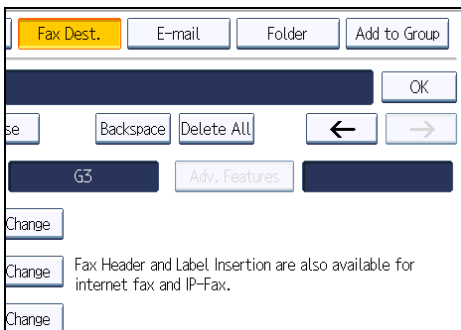 Fax Dest. E-mail Folder Add to Group
OK
se Backspace Delete All ← →
G3 Adv. Features
Change
Change Fax Header and Label Insertion are also available for
internet fax and IP-Fax.
Change